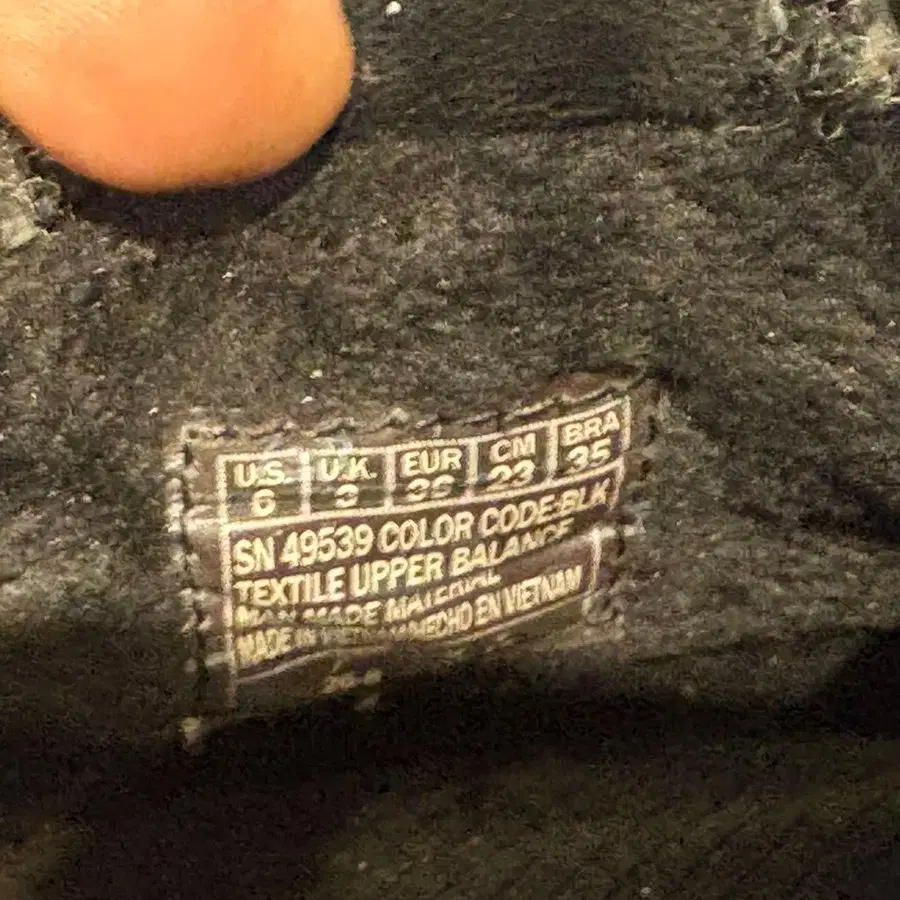 U.S. U.K. EUR CM BRA
6 3 36 23 35
SN 49539 COLOR CODE:BLK
TEXTILE UPPER BALANCE
MAN MADE MATERIAL
MADE IN VIETNAM/HECHO EN VIETNAM